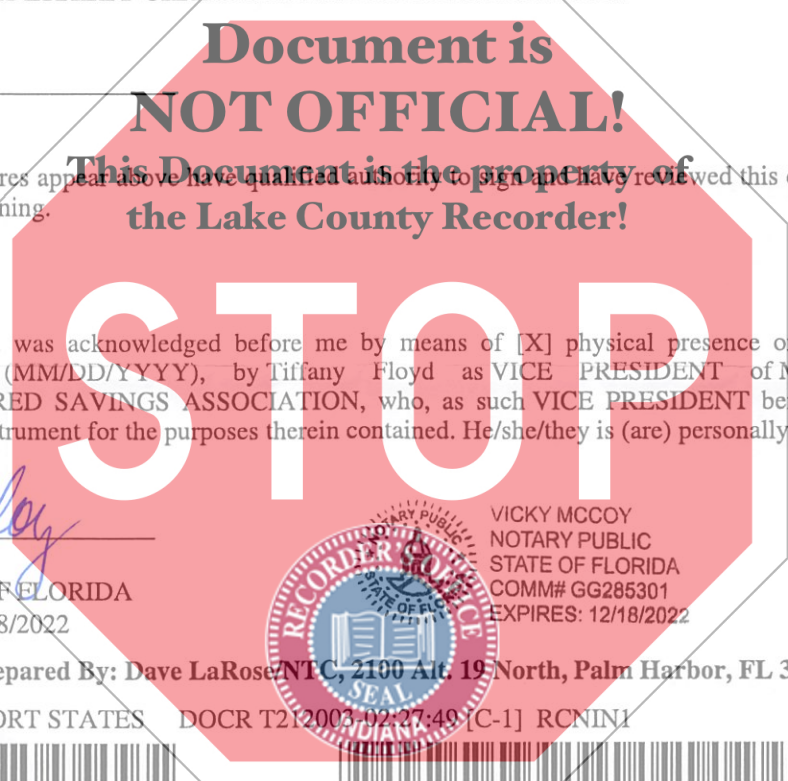 Document is
NOT OFFICIAL!
This Document is the property of
res appear above have qualified authority to sign and have reviewed this
ning.
the Lake County Recorder!
STOP
was acknowledged before me by means of [X] physical presence o
(MM/DD/YYYY), by Tiffany Floyd as VICE PRESIDENT of M
RED SAVINGS ASSOCIATION, who, as such VICE PRESIDENT be
trument for the purposes therein contained. He/she/they is (are) personally
VICKY MCCOY
NOTARY PUBLIC
STATE OF FLORIDA
COMM# GG285301
EXPIRES: 12/18/2022
NOTARY PUBLIC
STATE OF FL
RECORDER'S OFFICE
SEAL
INDIANA
F FLORIDA
8/2022
epared By: Dave LaRose/NTC, 2100 Alt. 19 North, Palm Harbor, FL 3
ORT STATES DOCR T212003-02:27:49 [C-1] RCNIN1